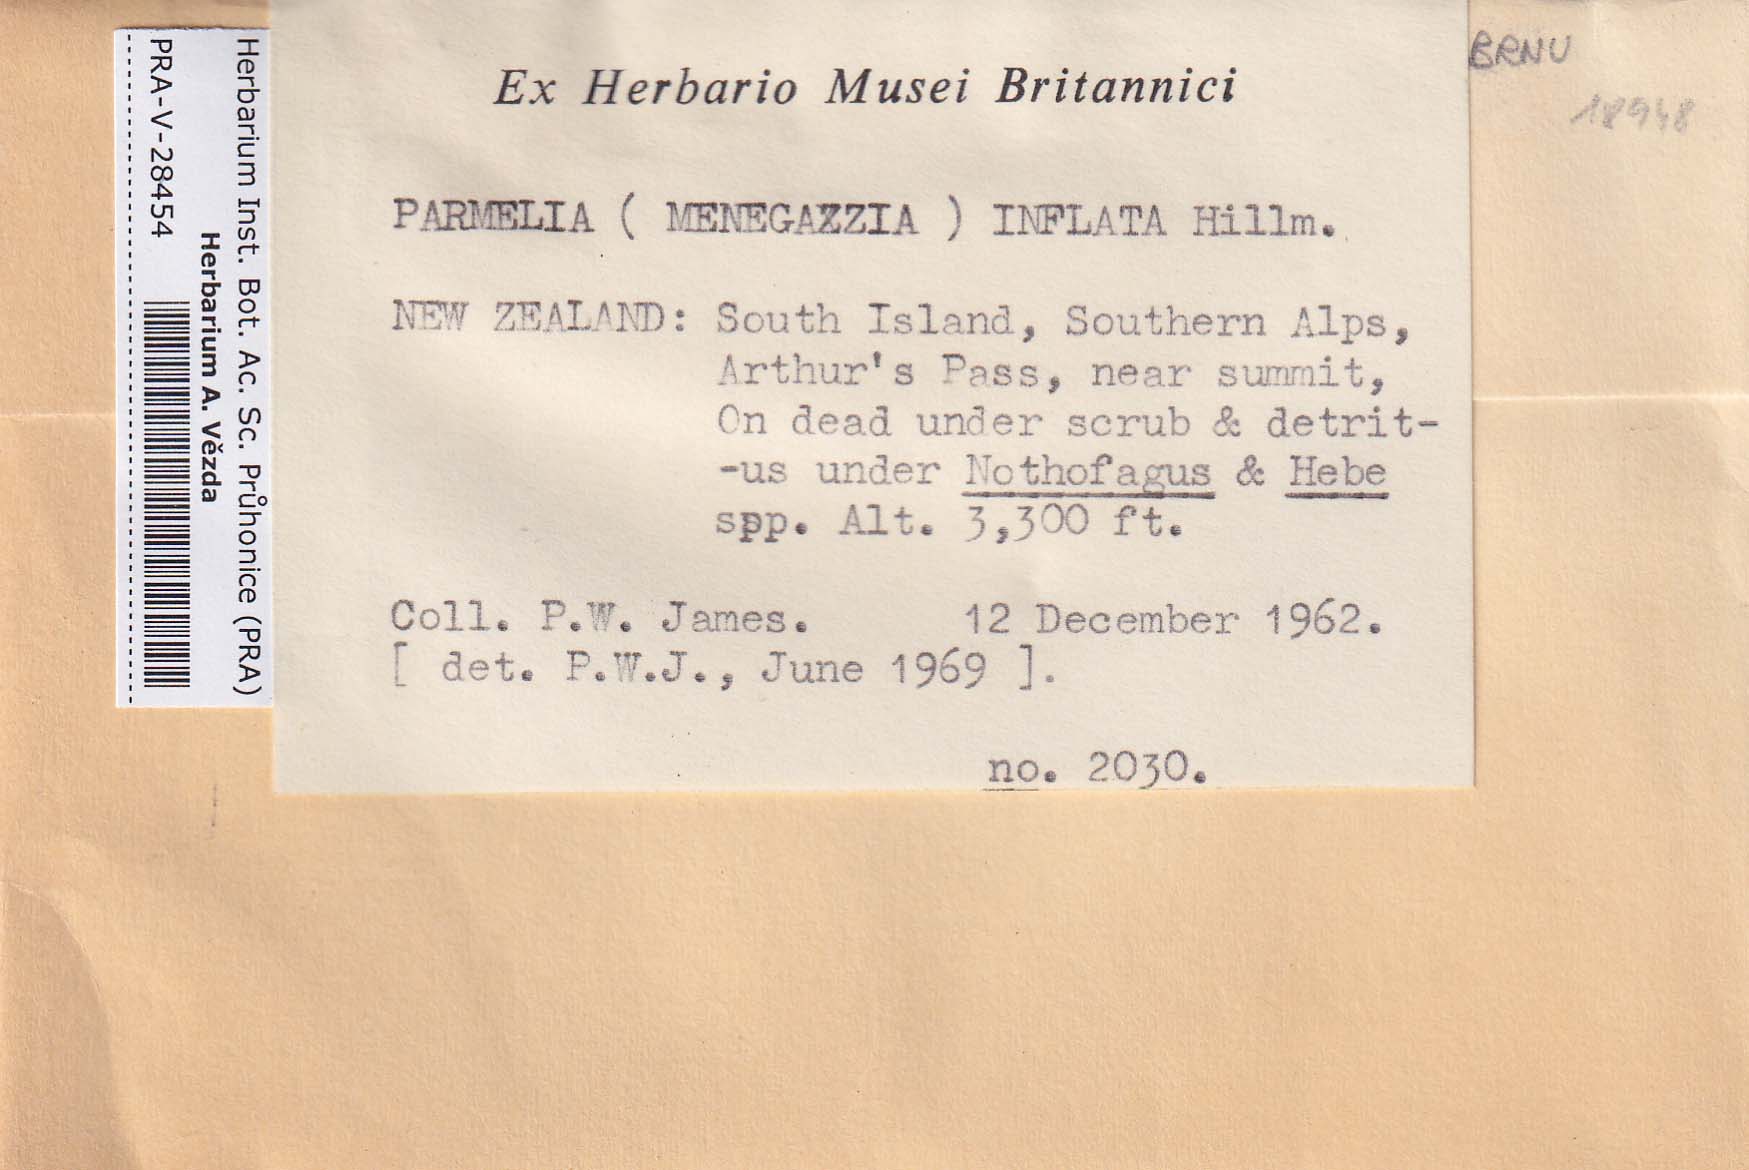 Herbarium Inst. Bot. Ac. Sc. Průhonice (PRA)
Herbarium A. Vězda
PRA-V-28454
BRNU
18948
Ex Herbario Musei Britannici
PARMELIA ( MENEGAZZIA ) INFLATA Hillm.
NEW ZEALAND: South Island, Southern Alps,
Arthur's Pass, near summit,
On dead under scrub & detrit-
-us under Nothofagus & Hebe
spp. Alt. 3,300 ft.
Coll. P.W. James. 12 December 1962.
[ det. P.W.J., June 1969 ].
no. 2030.